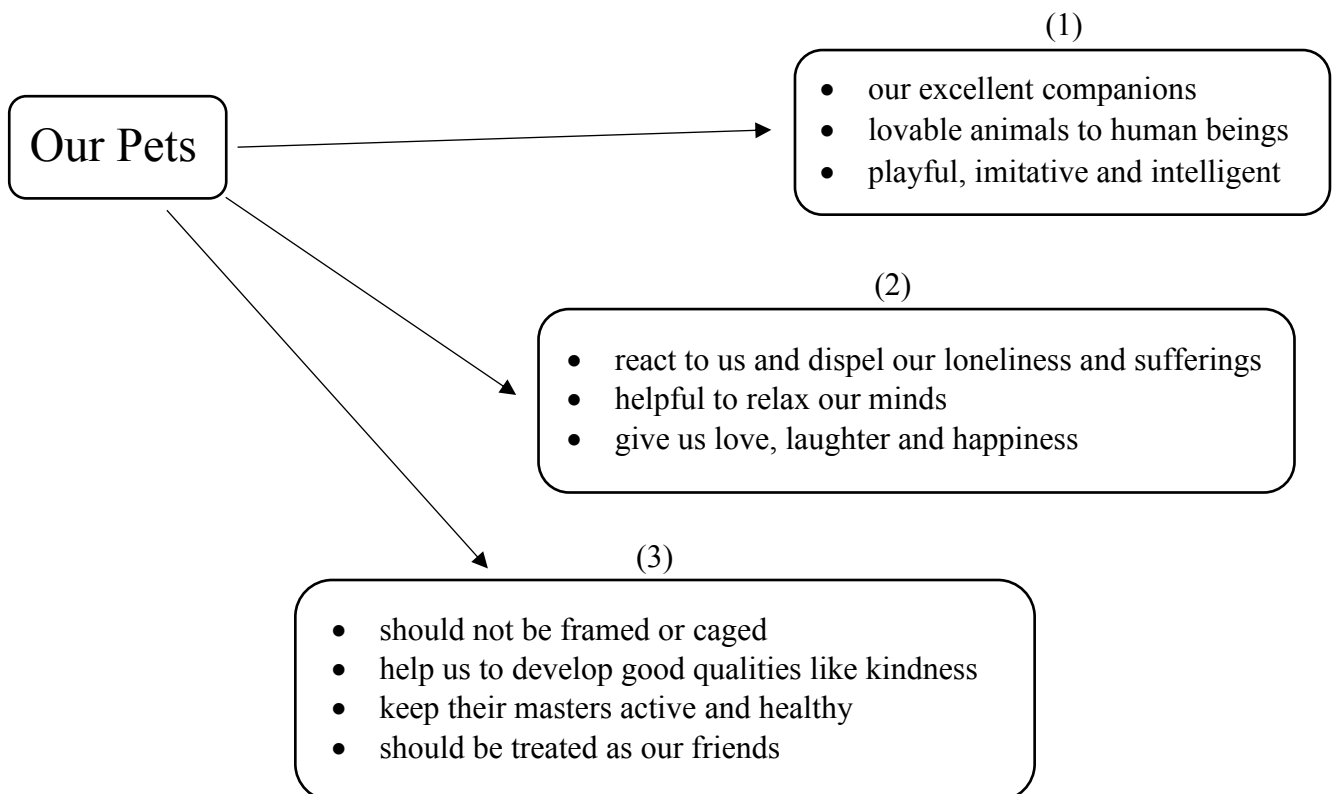 Our Pets
(1)
• our excellent companions
• lovable animals to human beings
• playful, imitative and intelligent
(2)
• react to us and dispel our loneliness and sufferings
• helpful to relax our minds
• give us love, laughter and happiness
(3)
• should not be framed or caged
• help us to develop good qualities like kindness
• keep their masters active and healthy
• should be treated as our friends